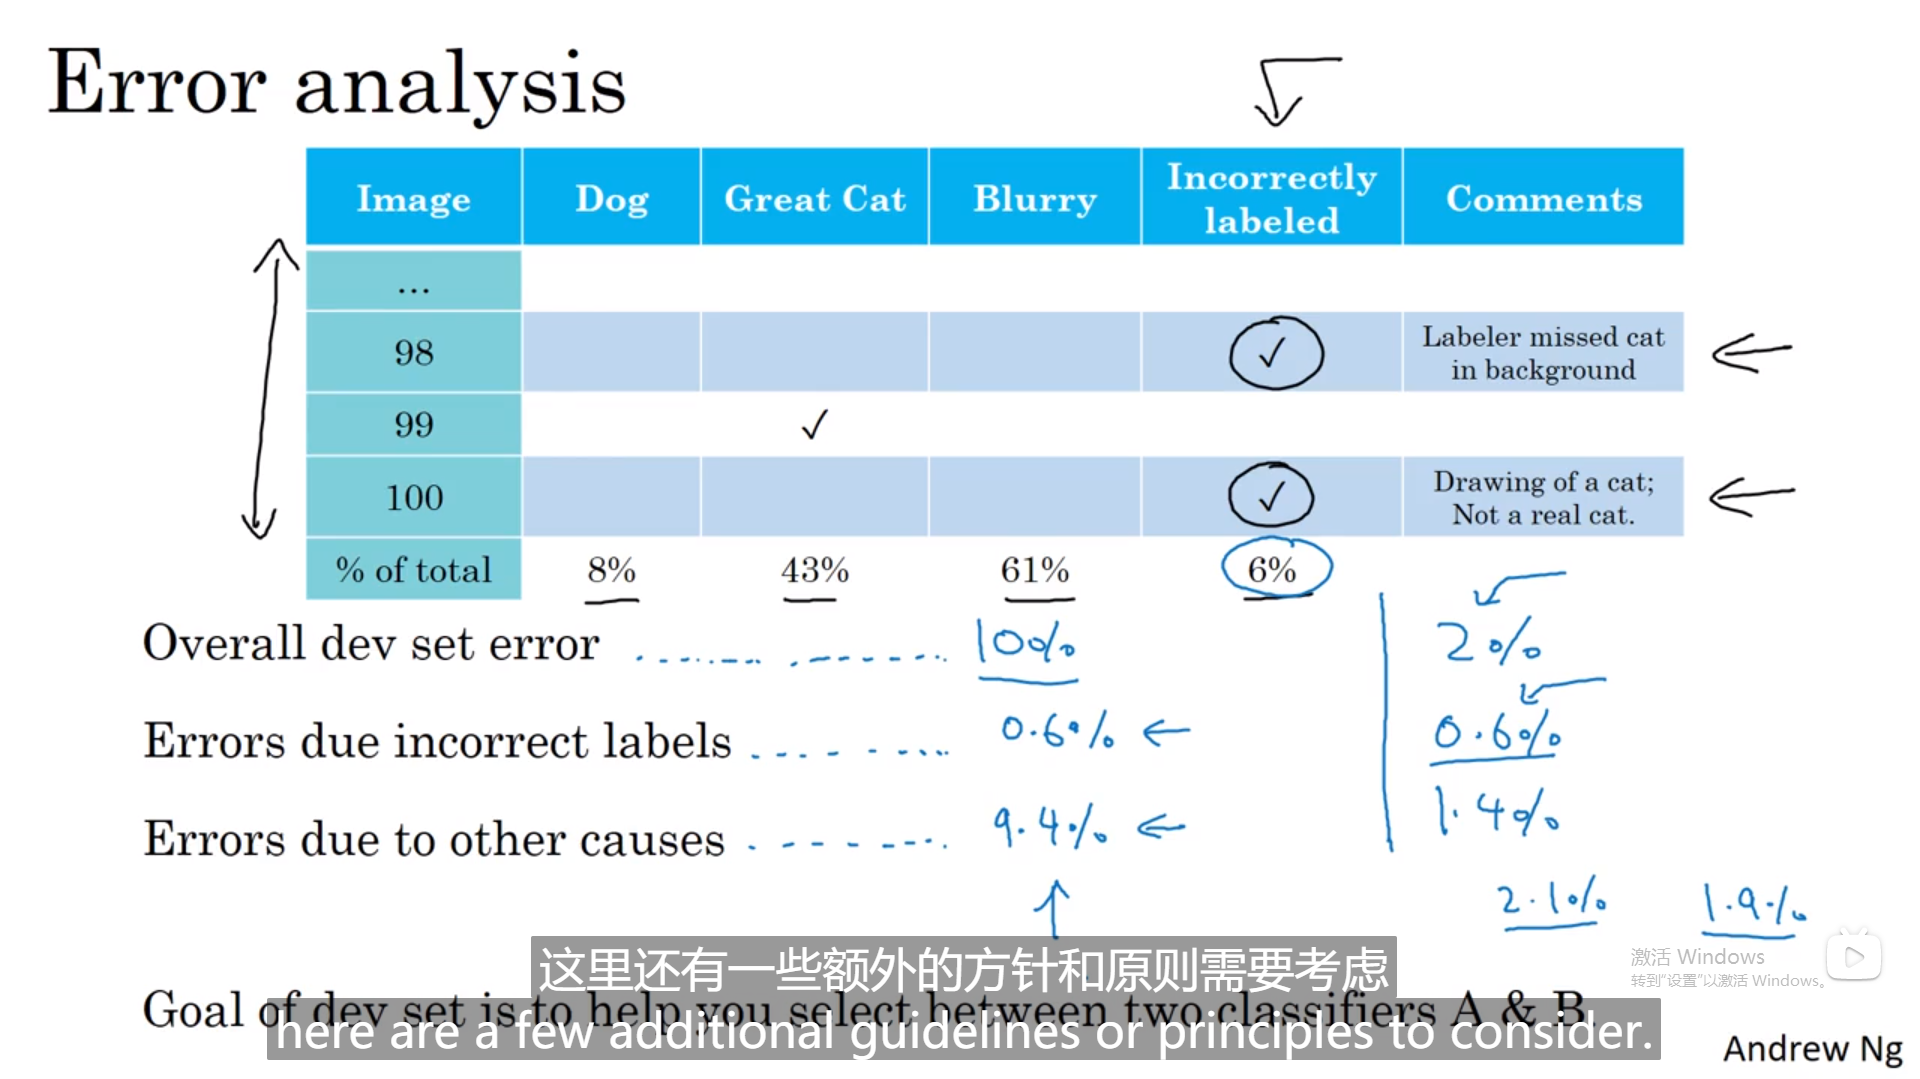 Error analysis
Image Dog Great Cat Blurry Incorrectly labeled Comments
...
98 ✓ Labeler missed cat in background
99 ✓
100 ✓ Drawing of a cat; Not a real cat.
% of total 8% 43% 61% 6%
Overall dev set error 10% 2%
Errors due incorrect labels 0.6% 0.6%
Errors due to other causes 9.4% 1.4%
2.1% 1.9%
激活 Windows
转到"设置"以激活 Windows。
这里还有一些额外的方针和原则需要考虑
Goal of dev set is to help you select between two classifiers A & B.
here are a few additional guidelines or principles to consider.
Andrew Ng